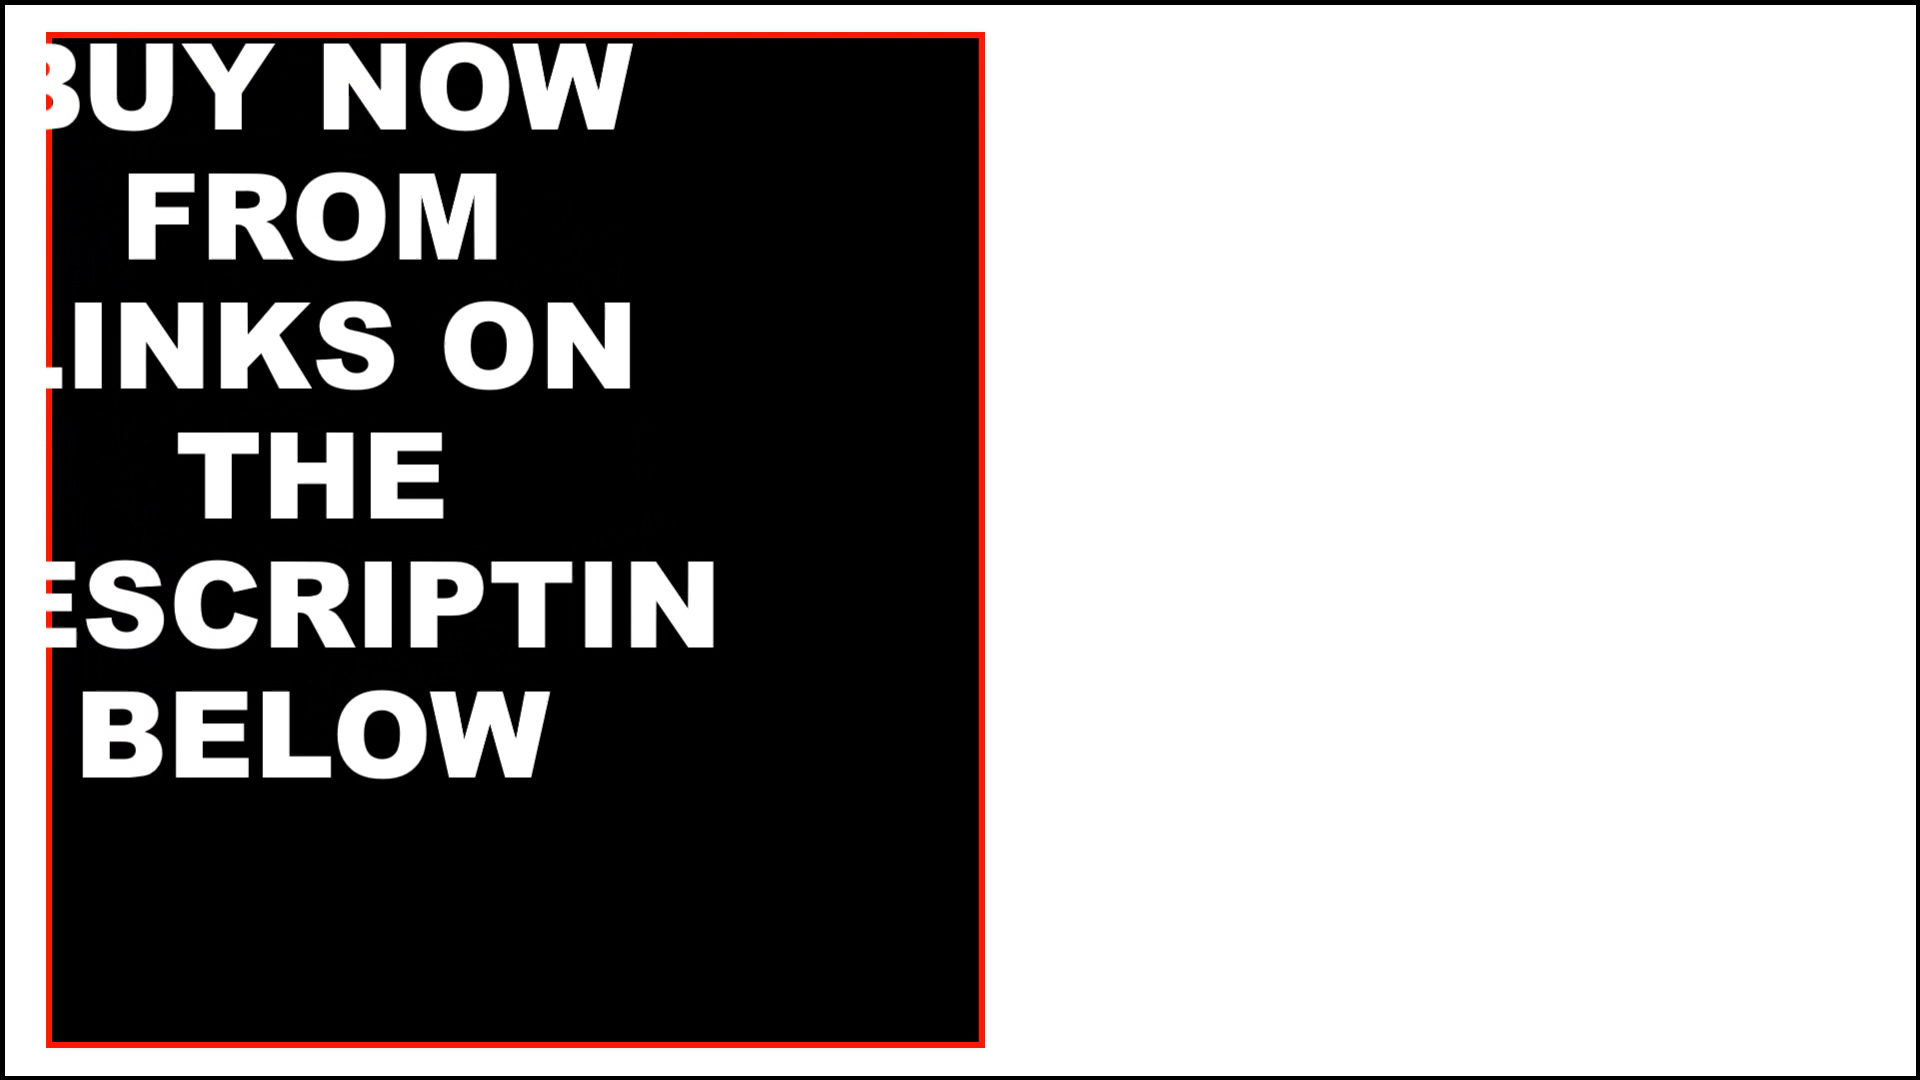 BUY NOW
FROM
LINKS ON
THE
ESCRIPTIN
BELOW